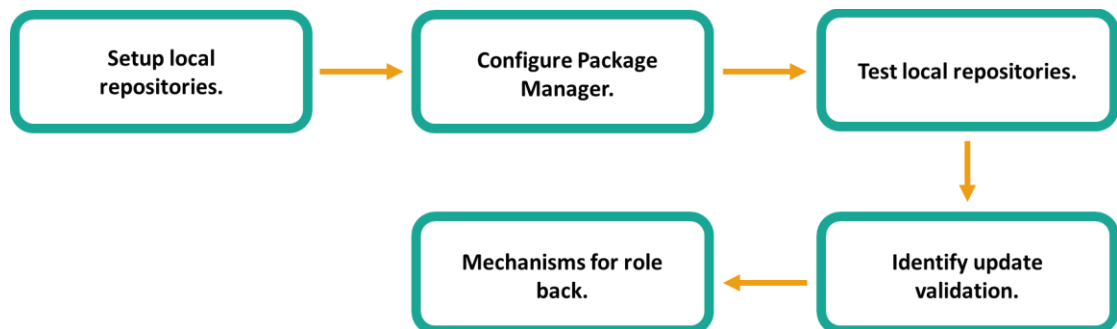 Setup local
repositories.
Configure Package
Manager.
Test local repositories.
Identify update
validation.
Mechanisms for role
back.